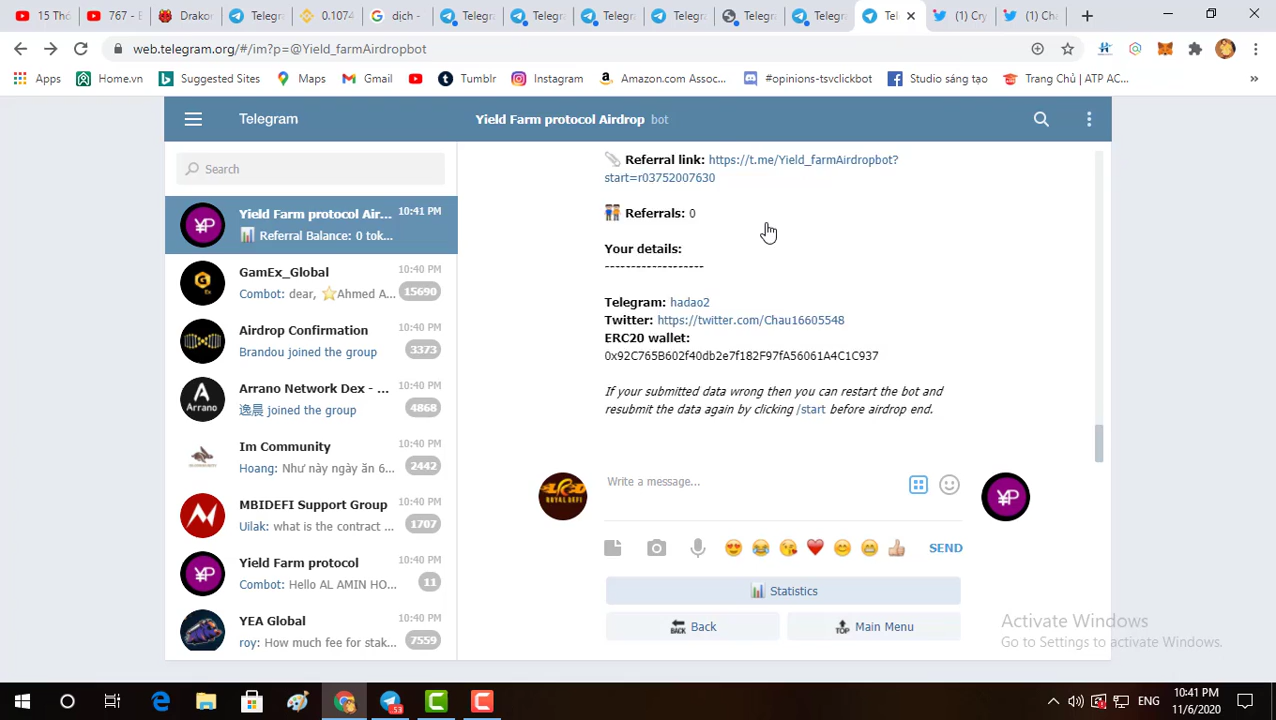 15 Thó
767 - E
Drako
Telegr
0.1074
dịch -
Telegr
Telegr
Telegr
Telegr
Telegr
Telegr
Tel
(1) Cry
(1) Cha
web.telegram.org/#/im?p=@Yield_farmAirdropbot
Apps
Home.vn
Suggested Sites
Maps
Gmail
Tumblr
Instagram
Amazon.com Assoc...
#opinions-tsvclickbot
Studio sáng tạo
Trang Chủ | ATP AC...
Telegram
Yield Farm protocol Airdrop bot
Search
Yield Farm protocol Air... 10:41 PM
Referral Balance: 0 tok...
GamEx_Global 10:40 PM
Combot: dear, ⭐Ahmed A... 15690
Airdrop Confirmation 10:40 PM
Brandou joined the group 3373
Arrano Network Dex - ... 10:40 PM
逸晨 joined the group 4868
Arrano
Im Community 10:40 PM
Hoang: Như này ngày ăn 6... 2442
MBIDEFI Support Group 10:40 PM
Uilak: what is the contract ... 1707
Yield Farm protocol 10:40 PM
Combot: Hello AL AMIN HO... 11
YEA Global 10:40 PM
roy: How much fee for stak... 7559
Referral link: https://t.me/Yield_farmAirdropbot?
start=r03752007630
Referrals: 0
Your details:
-------------------
Telegram: hadao2
Twitter: https://twitter.com/Chau16605548
ERC20 wallet:
0x92C765B602f40db2e7f182F97fA56061A4C1C937
If your submitted data wrong then you can restart the bot and
resubmit the data again by clicking /start before airdrop end.
ROYAL DEFI
Write a message...
SEND
Statistics
BACK Back
TOP Main Menu
Activate Windows
Go to Settings to activate Windows.
53
ENG
10:41 PM
11/6/2020